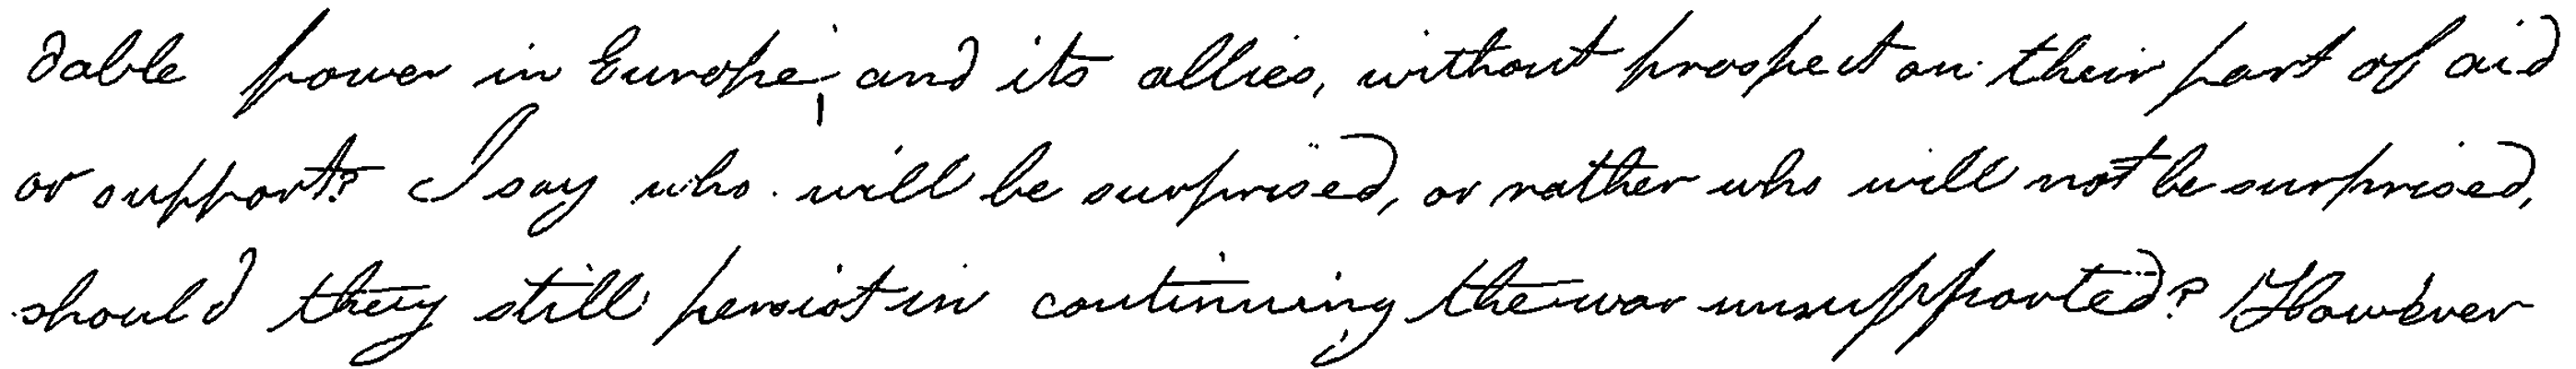 dable power in Europe, and its allies, without prospect on their part of aid
or support? I say who will be surprised, or rather who will not be surprised,
should they still persist in continuing the war unsupported? However